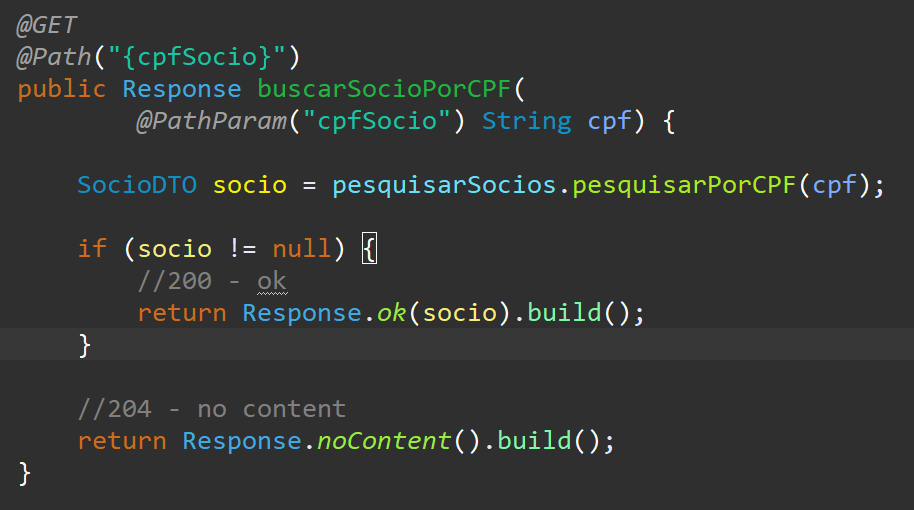 @GET
@Path("{cpfSocio}")
public Response buscarSocioPorCPF(
        @PathParam("cpfSocio") String cpf) {
    SocioDTO socio = pesquisarSocios.pesquisarPorCPF(cpf);
    if (socio != null) {
        //200 - ok
        return Response.ok(socio).build();
    }
    //204 - no content
    return Response.noContent().build();
}